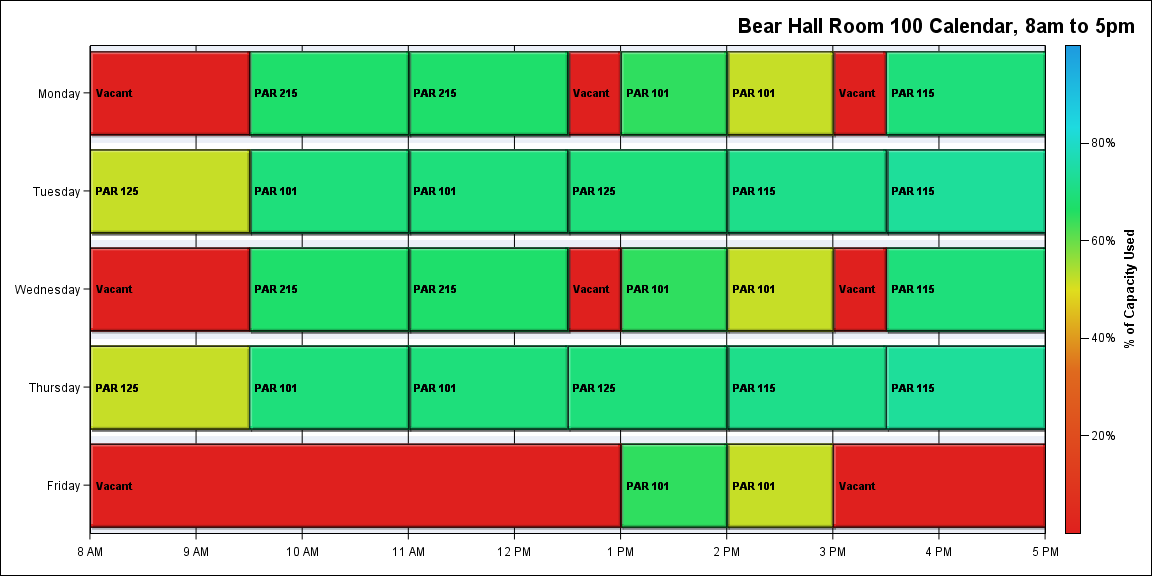 Bear Hall Room 100 Calendar, 8am to 5pm
Monday
Vacant
PAR 215
PAR 215
Vacant
PAR 101
PAR 101
Vacant
PAR 115
Tuesday
PAR 125
PAR 101
PAR 101
PAR 125
PAR 115
PAR 115
Wednesday
Vacant
PAR 215
PAR 215
Vacant
PAR 101
PAR 101
Vacant
PAR 115
Thursday
PAR 125
PAR 101
PAR 101
PAR 125
PAR 115
PAR 115
Friday
Vacant
PAR 101
PAR 101
Vacant
8 AM
9 AM
10 AM
11 AM
12 PM
1 PM
2 PM
3 PM
4 PM
5 PM
80%
60%
40%
20%
% of Capacity Used